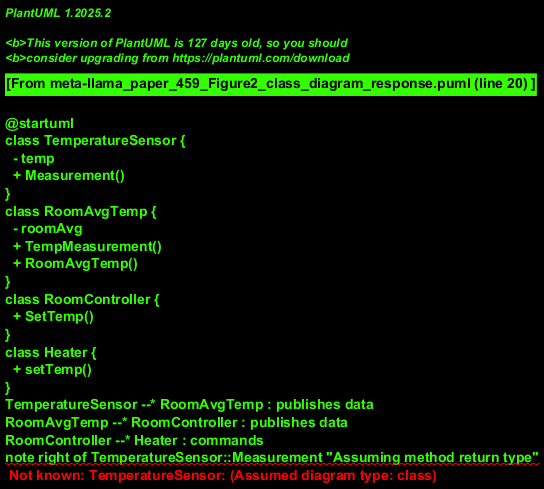 PlantUML 1.2025.2
<b>This version of PlantUML is 127 days old, so you should
<b>consider upgrading from https://plantuml.com/download
[From meta-llama_paper_459_Figure2_class_diagram_response.puml (line 20) ]
@startuml
class TemperatureSensor {
- temp
+ Measurement()
}
class RoomAvgTemp {
- roomAvg
+ TempMeasurement()
+ RoomAvgTemp()
}
class RoomController {
+ SetTemp()
}
class Heater {
+ setTemp()
}
TemperatureSensor --* RoomAvgTemp : publishes data
RoomAvgTemp --* RoomController : publishes data
RoomController --* Heater : commands
note right of TemperatureSensor::Measurement "Assuming method return type"
Not known: TemperatureSensor: (Assumed diagram type: class)